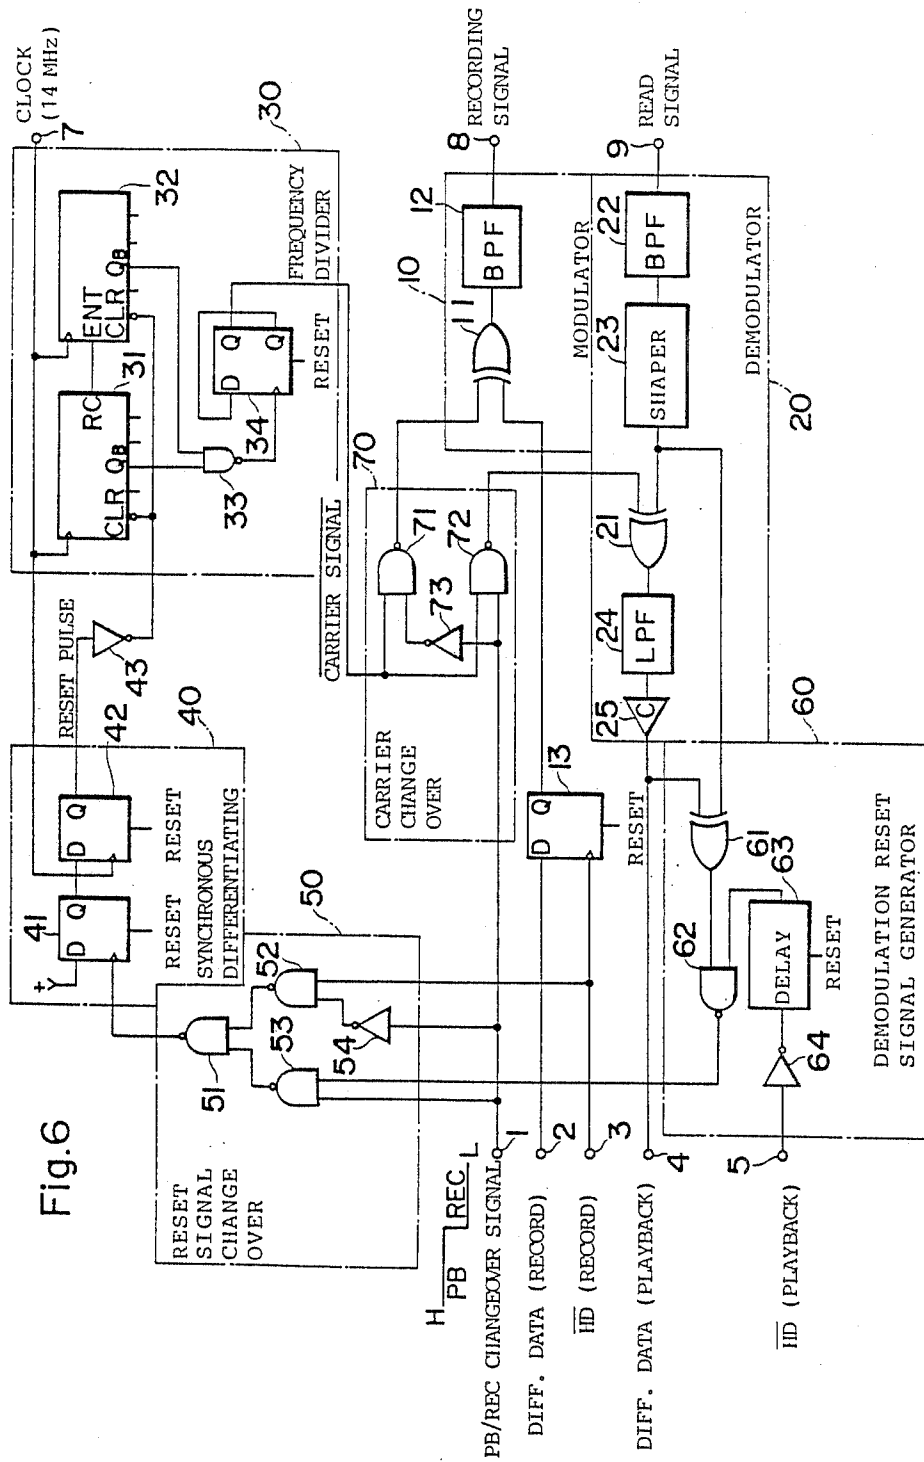 Fig.6
RESET
SIGNAL
CHANGE
OVER
50
51
52
53
54
SYNCHRONOUS
DIFFERENTIATING
40
41
42
+V
D Q
D Q
RESET
RESET
RESET PULSE
43
CLOCK
(14 MHz)
7
30
31
32
RC
CLR QB
ENT
CLR QB
33
34
D Q
Q
RESET
FREQUENCY
DIVIDER
CARRIER SIGNAL
CARRIER
CHANGE
OVER
70
71
72
73
10
11
12
BPF
MODULATOR
8
RECORDING
SIGNAL
13
D Q
RESET
H PB REC L
PB/REC CHANGEOVER SIGNAL
1
DIFF. DATA (RECORD)
2
HD (RECORD)
3
DIFF. DATA (PLAYBACK)
4
HD (PLAYBACK)
5
9
READ
SIGNAL
22
BPF
23
SHAPER
21
24
LPF
25
C
DEMODULATOR
20
60
61
62
63
DELAY
RESET
64
DEMODULATION RESET
SIGNAL GENERATOR